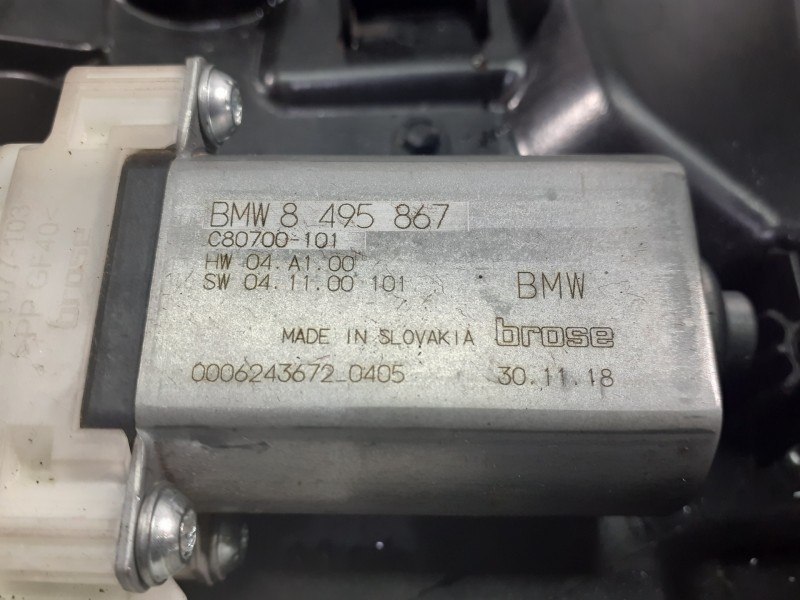 BMW 8 495 867
C80700-101
HW 04.A1.00
SW 04.11.00 101
BMW
MADE IN SLOVAKIA brose
0006243672_0405 30.11.18
brose